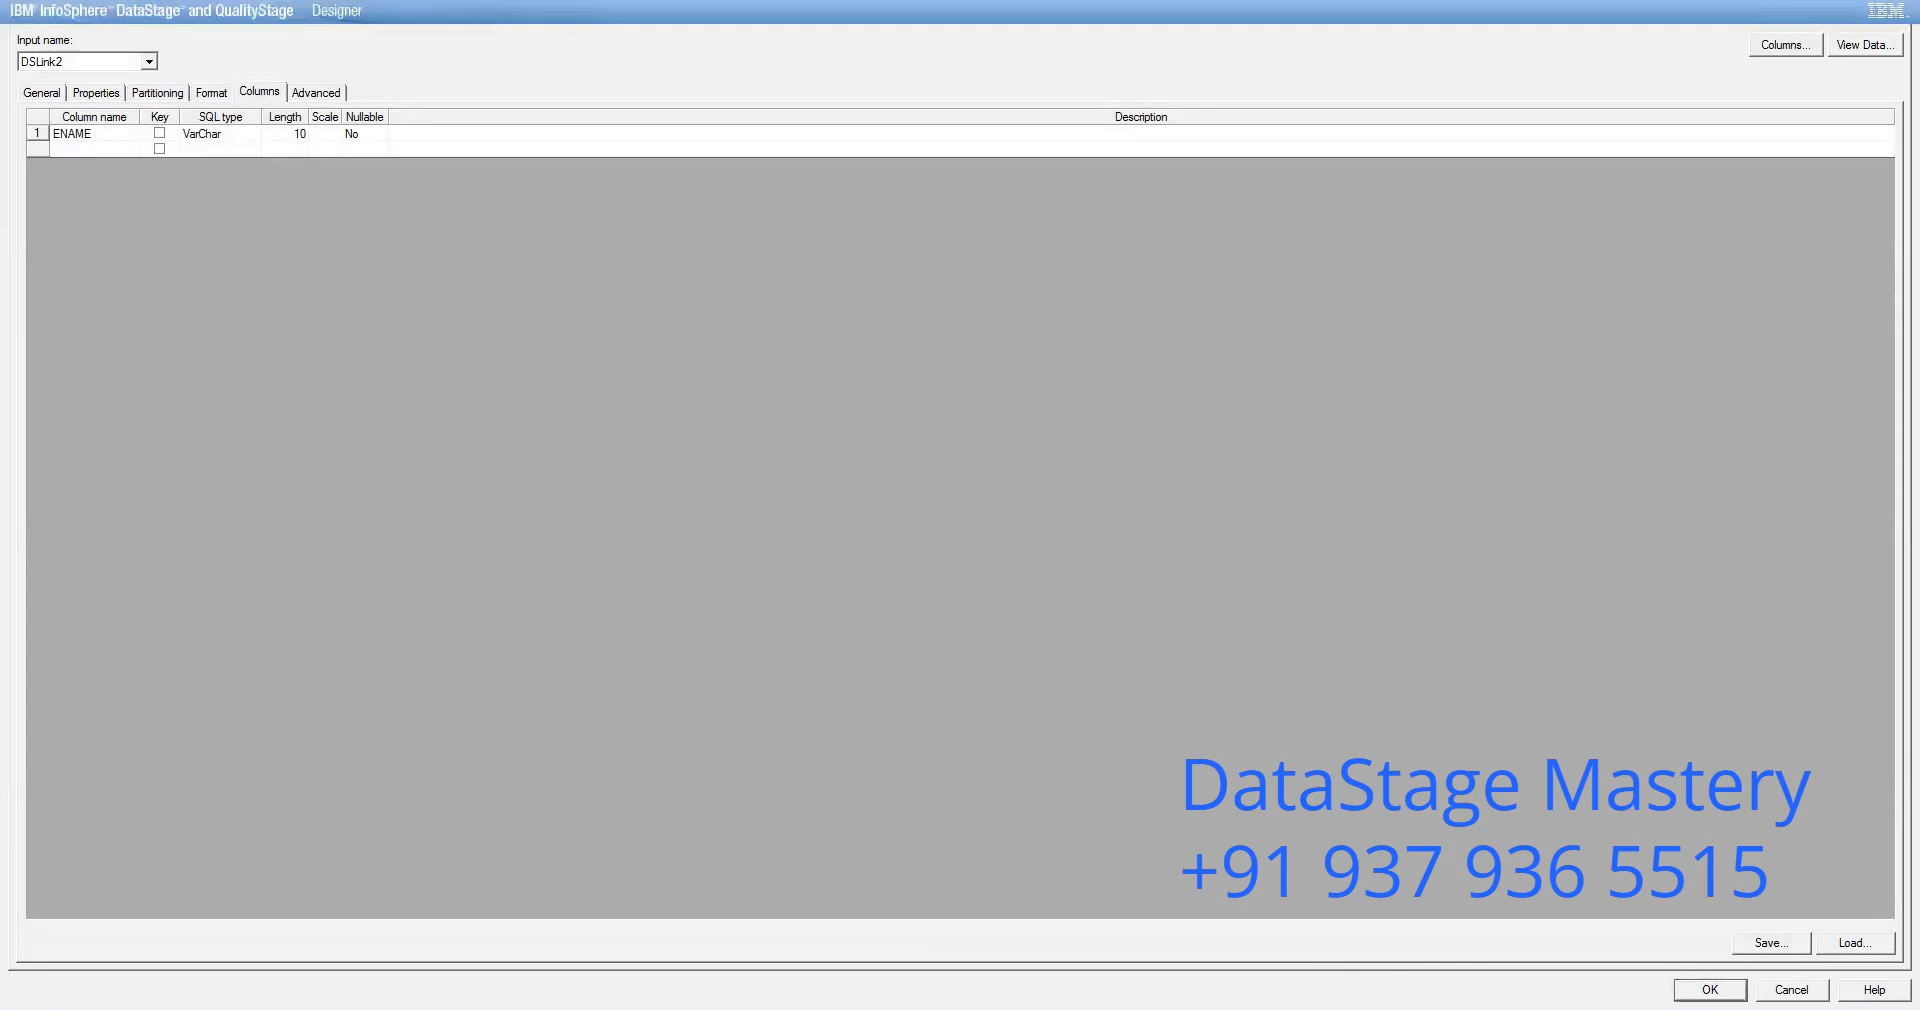 IBM InfoSphere™ DataStage® and QualityStage Designer
IBM.
Input name:
Columns...
View Data...
DSLink2
General
Properties
Partitioning
Format
Columns
Advanced
Column name Key SQL type Length Scale Nullable Description
1 ENAME VarChar 10 No
DataStage Mastery
+91 937 936 5515
Save...
Load...
OK
Cancel
Help